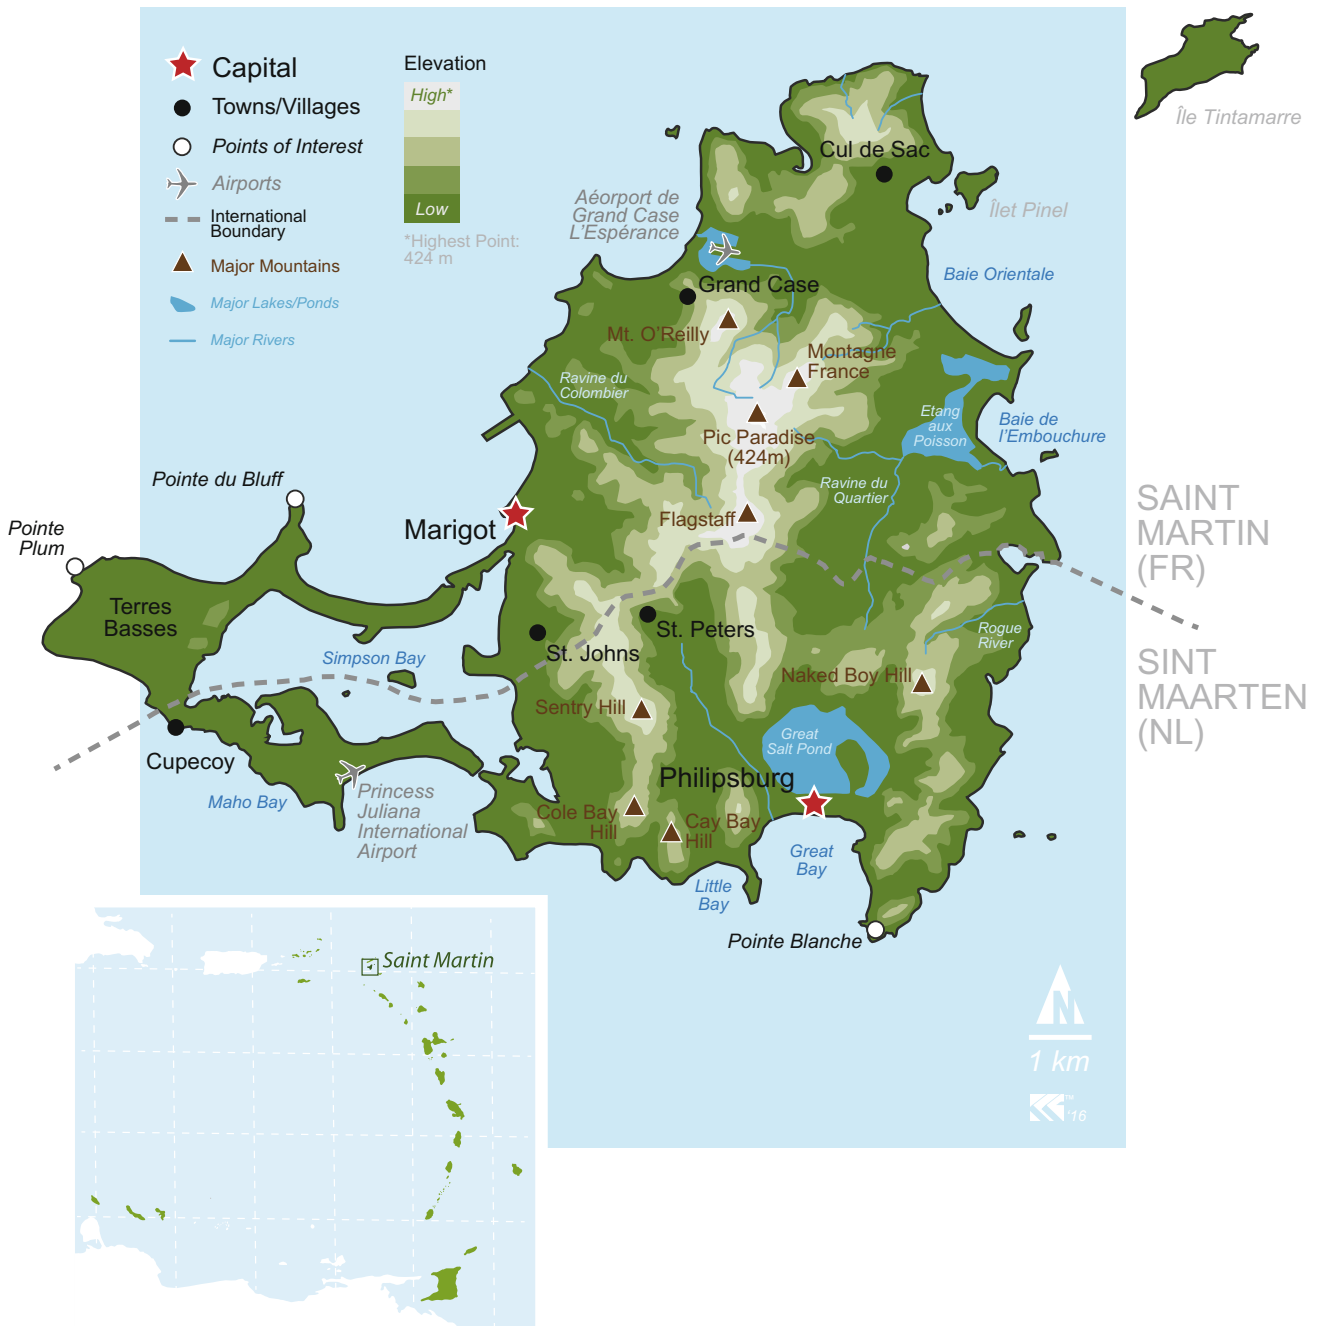 Capital
Towns/Villages
Points of Interest
Airports
International
Boundary
Major Mountains
Major Lakes/Ponds
Major Rivers
Elevation
High*
Low
*Highest Point:
424 m
Île Tintamarre
Cul de Sac
Îlet Pinel
Aéorport de
Grand Case
L'Espérance
Baie Orientale
Grand Case
Mt. O'Reilly
Montagne
France
Ravine du
Colombier
Etang
aux
Poisson
Baie de
l'Embouchure
Pic Paradise
(424m)
Pointe du Bluff
Ravine du
Quartier
SAINT
MARTIN
(FR)
Flagstaff
Marigot
Pointe
Plum
Terres
Basses
St. Peters
Rogue
River
St. Johns
Simpson Bay
SINT
MAARTEN
(NL)
Naked Boy Hill
Sentry Hill
Great
Salt Pond
Cupecoy
Philipsburg
Maho Bay
Princess
Juliana
International
Airport
Cole Bay
Hill
Cay Bay
Hill
Great
Bay
Little
Bay
Pointe Blanche
Saint Martin
N
1 km
TM
'16